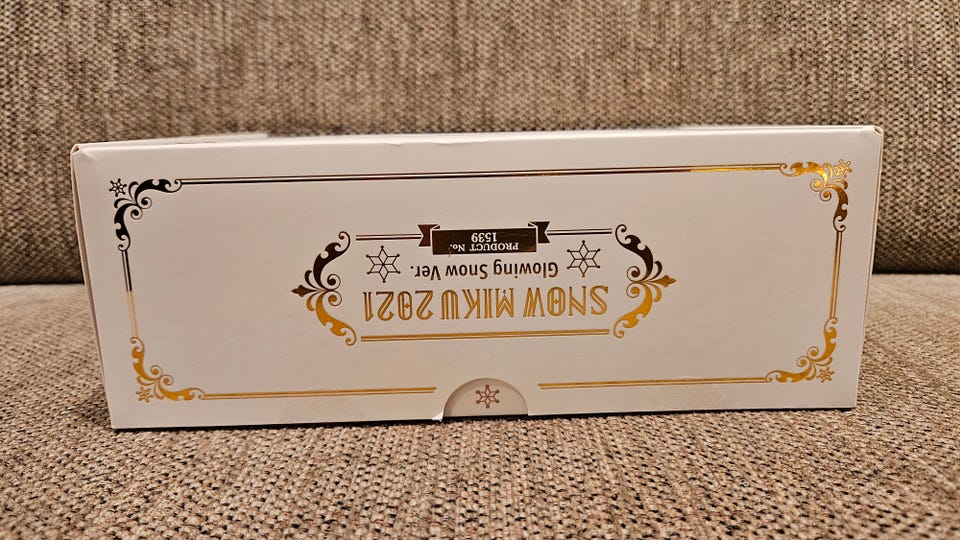 SNOW MIKU 2021
Glowing Snow Ver.
PRODUCT No.
1539